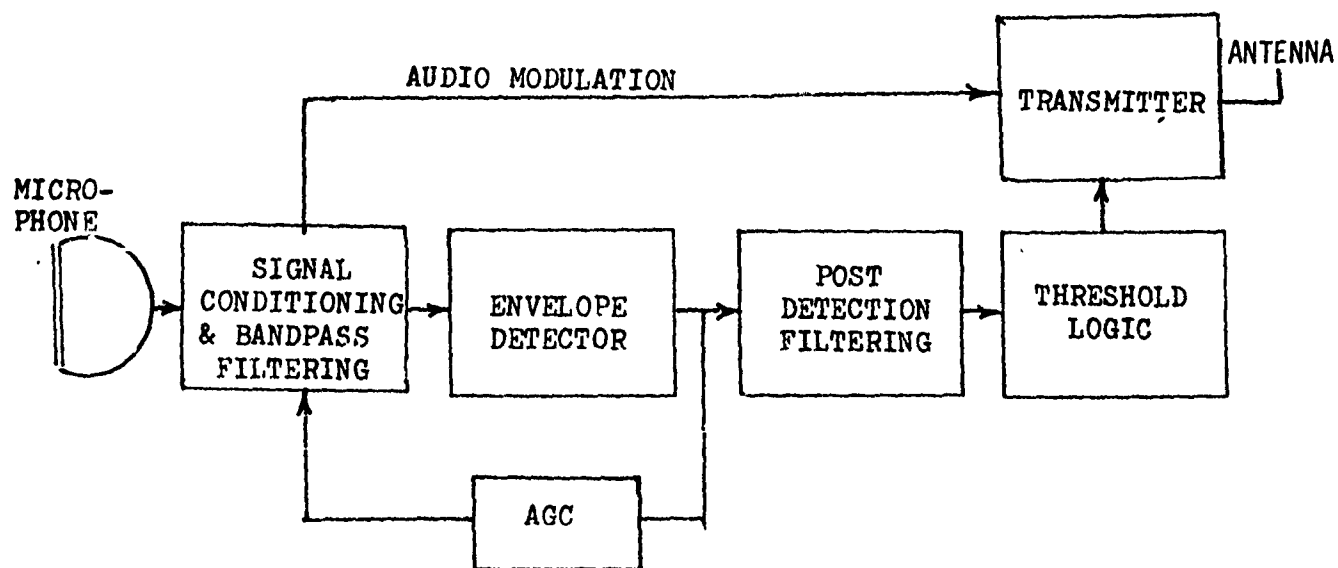 ANTENNA
AUDIO MODULATION
TRANSMITTER
MICRO-
PHONE
SIGNAL
CONDITIONING
& BANDPASS
FILTERING
ENVELOPE
DETECTOR
POST
DETECTION
FILTERING
THRESHOLD
LOGIC
AGC